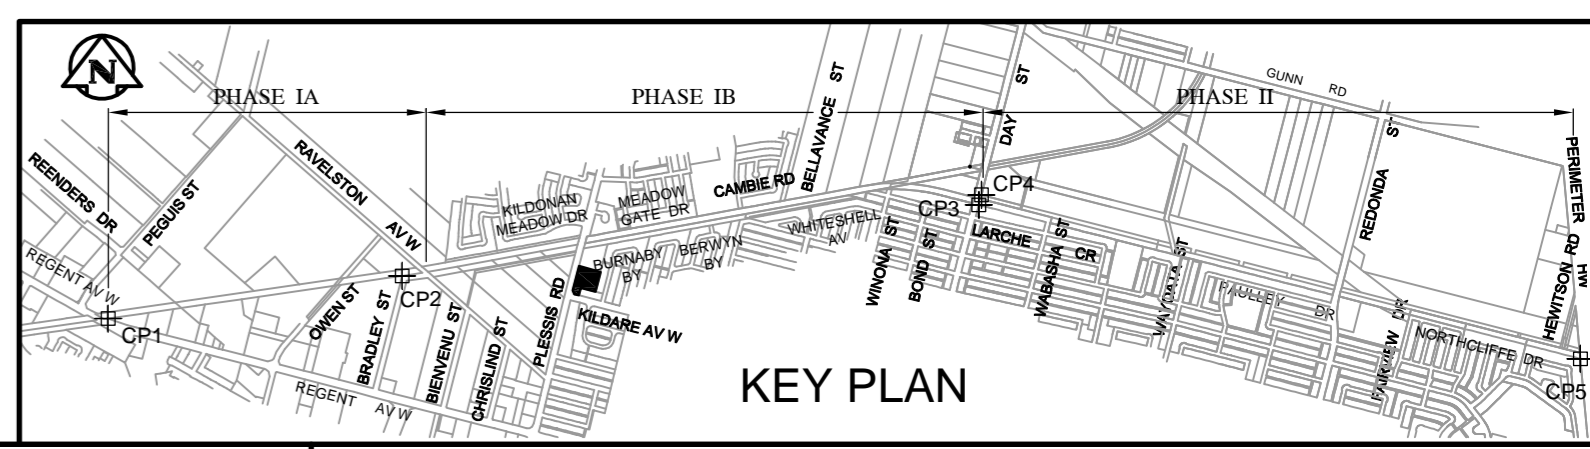 N
PHASE IA
PHASE IB
PHASE II
GUNN RD
REENDERS DR
PEGUIS ST
RAVELSTON AV W
KILDONAN
MEADOW DR
MEADOW
GATE DR
CAMBIE RD
BELLAVANCE ST
DAY ST
REDONDA ST
PERIMETER HW
REGENT AV W
CP1
OWEN ST
BRADLEY ST
CP2
BIENVENU ST
CHRISLIND ST
PLESSIS RD
KILDARE AV W
BURNABY
BY
BERWYN
BY
WHITESHELL
AV
WINONA ST
BOND ST
CP3
CP4
LARCHE CR
WABASHA ST
WAYDATA ST
PAULLEY DR
FAIRVIEW DR
NORTHCLIFFE DR
HEWITSON RD
CP5
REGENT AV W
KEY PLAN